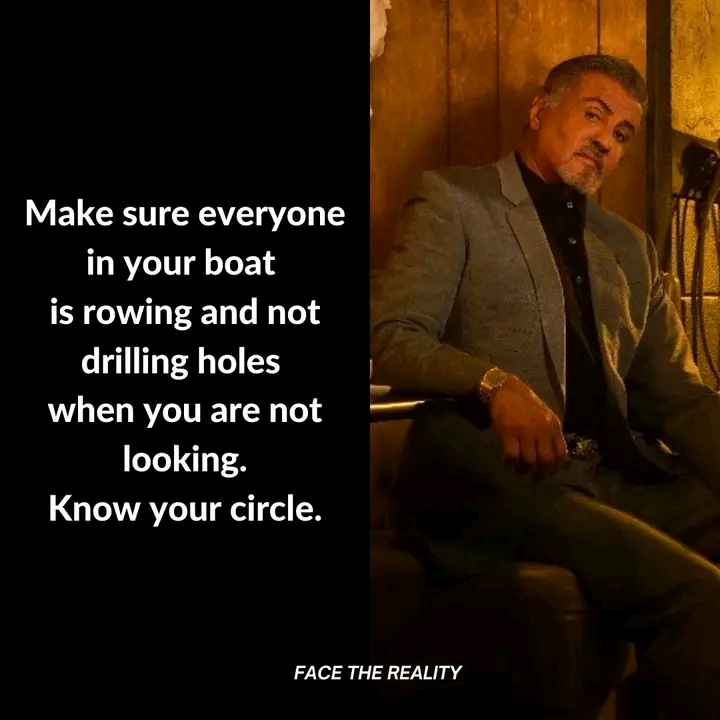 Make sure everyone
in your boat
is rowing and not
drilling holes
when you are not
looking.
Know your circle.
FACE THE REALITY